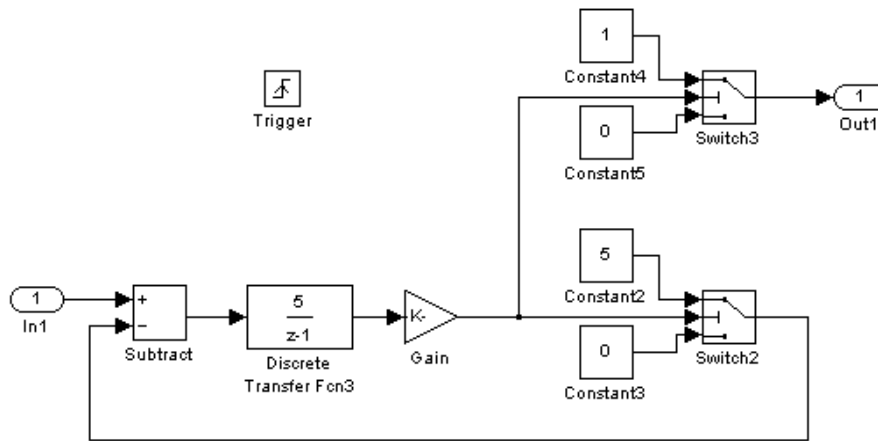 1
Constant4
Trigger
Switch3
1
Out1
0
Constant5
5
Constant2
1
In1
+
−
Subtract
5
z-1
Discrete
Transfer Fcn3
K-
Gain
Switch2
0
Constant3